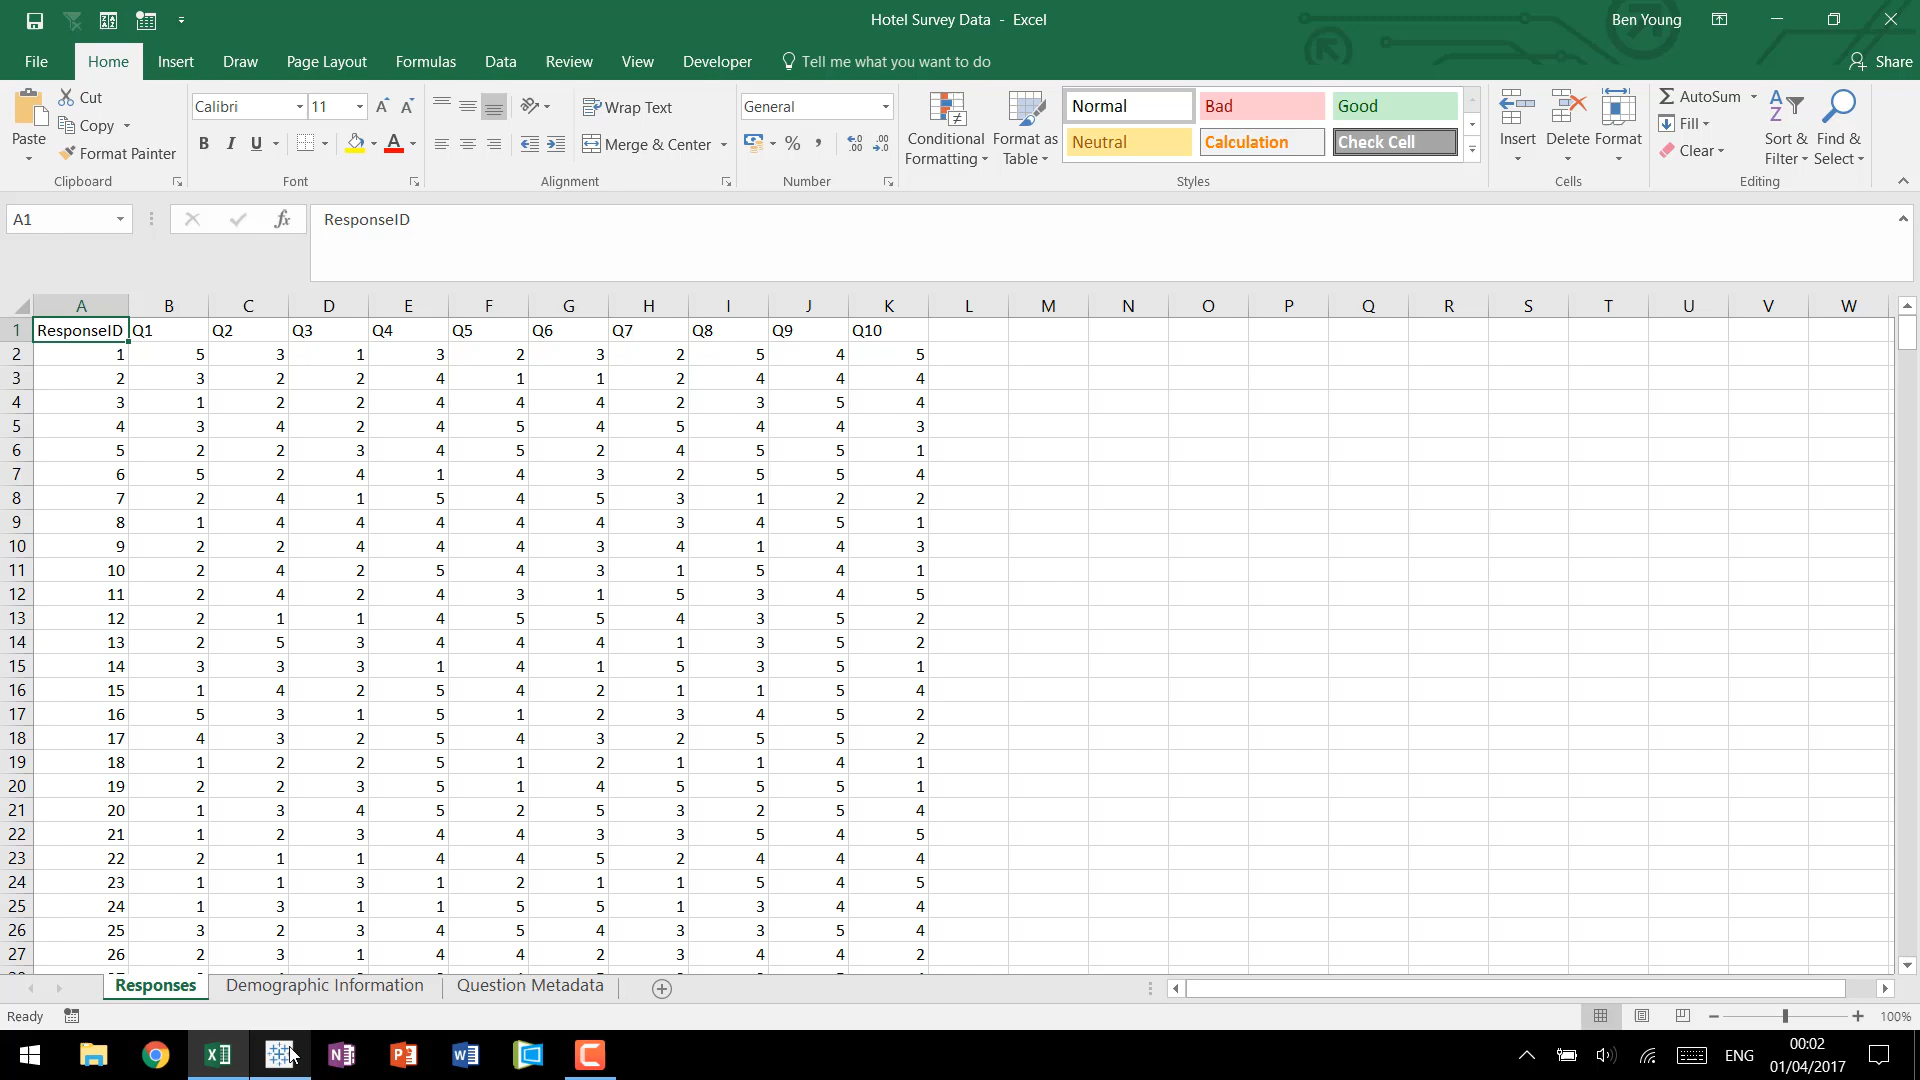 Hotel Survey Data - Excel
Ben Young
File Home Insert Draw Page Layout Formulas Data Review View Developer Tell me what you want to do Share
Paste
Cut
Copy
Format Painter
Clipboard
Calibri 11
B I U
Font
Wrap Text
Merge & Center
Alignment
General
%
Number
Conditional Formatting
Format as Table
Normal Bad Good
Neutral Calculation Check Cell
Styles
Insert Delete Format
Cells
AutoSum
Fill
Clear
Sort & Filter
Find & Select
Editing
A1 fx ResponseID
A B C D E F G H I J K L M N O P Q R S T U V W
1 ResponseID Q1 Q2 Q3 Q4 Q5 Q6 Q7 Q8 Q9 Q10
2 1 5 3 1 3 2 3 2 5 4 5
3 2 3 2 2 4 1 1 2 4 4 4
4 3 1 2 2 4 4 4 2 3 5 4
5 4 3 4 2 4 5 4 5 4 4 3
6 5 2 2 3 4 5 2 4 5 5 1
7 6 5 2 4 1 4 3 2 5 5 4
8 7 2 4 1 5 4 5 3 1 2 2
9 8 1 4 4 4 4 4 3 4 5 1
10 9 2 2 4 4 4 3 4 1 4 3
11 10 2 4 2 5 4 3 1 5 4 1
12 11 2 4 2 4 3 1 5 3 4 5
13 12 2 1 1 4 5 5 4 3 5 2
14 13 2 5 3 4 4 4 1 3 5 2
15 14 3 3 3 1 4 1 5 3 5 1
16 15 1 4 2 5 4 2 1 1 5 4
17 16 5 3 1 5 1 2 3 4 5 2
18 17 4 3 2 5 4 3 2 5 5 2
19 18 1 2 2 5 1 2 1 1 4 1
20 19 2 2 3 5 1 4 5 5 5 1
21 20 1 3 4 5 2 5 3 2 5 4
22 21 1 2 3 4 4 3 3 5 4 5
23 22 2 1 1 4 4 5 2 4 4 4
24 23 1 1 3 1 2 1 1 5 4 5
25 24 1 3 1 1 5 5 1 3 4 4
26 25 3 2 3 4 5 4 3 3 5 4
27 26 2 3 1 4 4 2 3 4 4 2
Responses Demographic Information Question Metadata
Ready
100%
ENG
00:02
01/04/2017